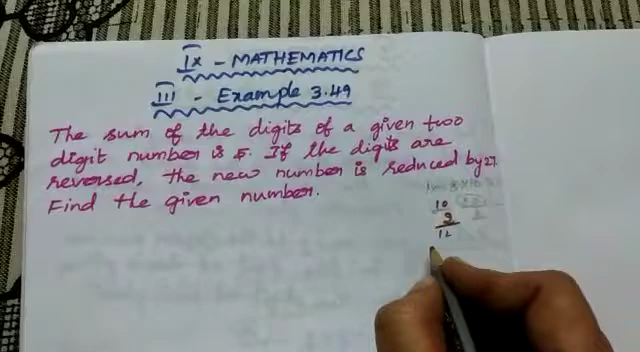 IX - MATHEMATICS
III - Example 3.49
The sum of the digits of a given two
digit number is 5. If the digits are
reversed, the new number is reduced by 27.
Find the given number.
10
2
12